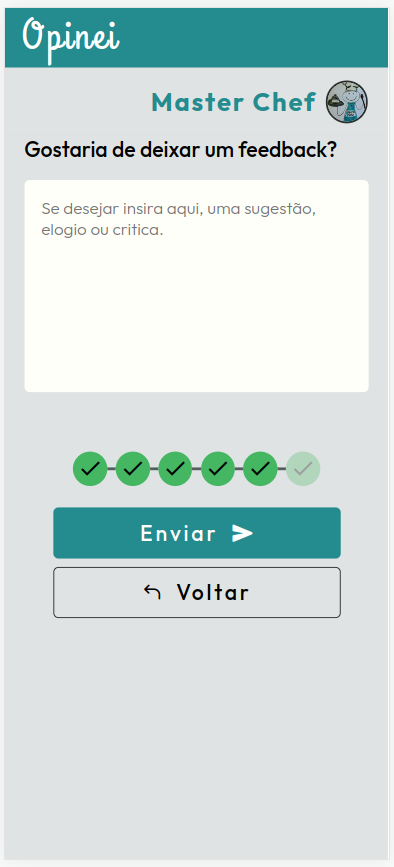 Opinei
Master Chef
Gostaria de deixar um feedback?
Se desejar insira aqui, uma sugestão,
elogio ou critica.
Enviar
Voltar